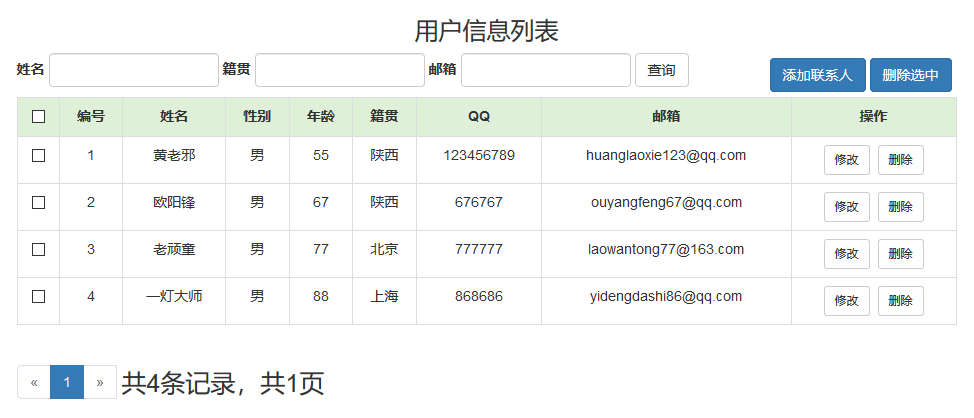 用户信息列表
姓名 籍贯 邮箱 查询 添加联系人 删除选中
编号 姓名 性别 年龄 籍贯 QQ 邮箱 操作
1 黄老邪 男 55 陕西 123456789 huanglaoxie123@qq.com 修改 删除
2 欧阳锋 男 67 陕西 676767 ouyangfeng67@qq.com 修改 删除
3 老顽童 男 77 北京 777777 laowantong77@163.com 修改 删除
4 一灯大师 男 88 上海 868686 yidengdashi86@qq.com 修改 删除
« 1 » 共4条记录，共1页